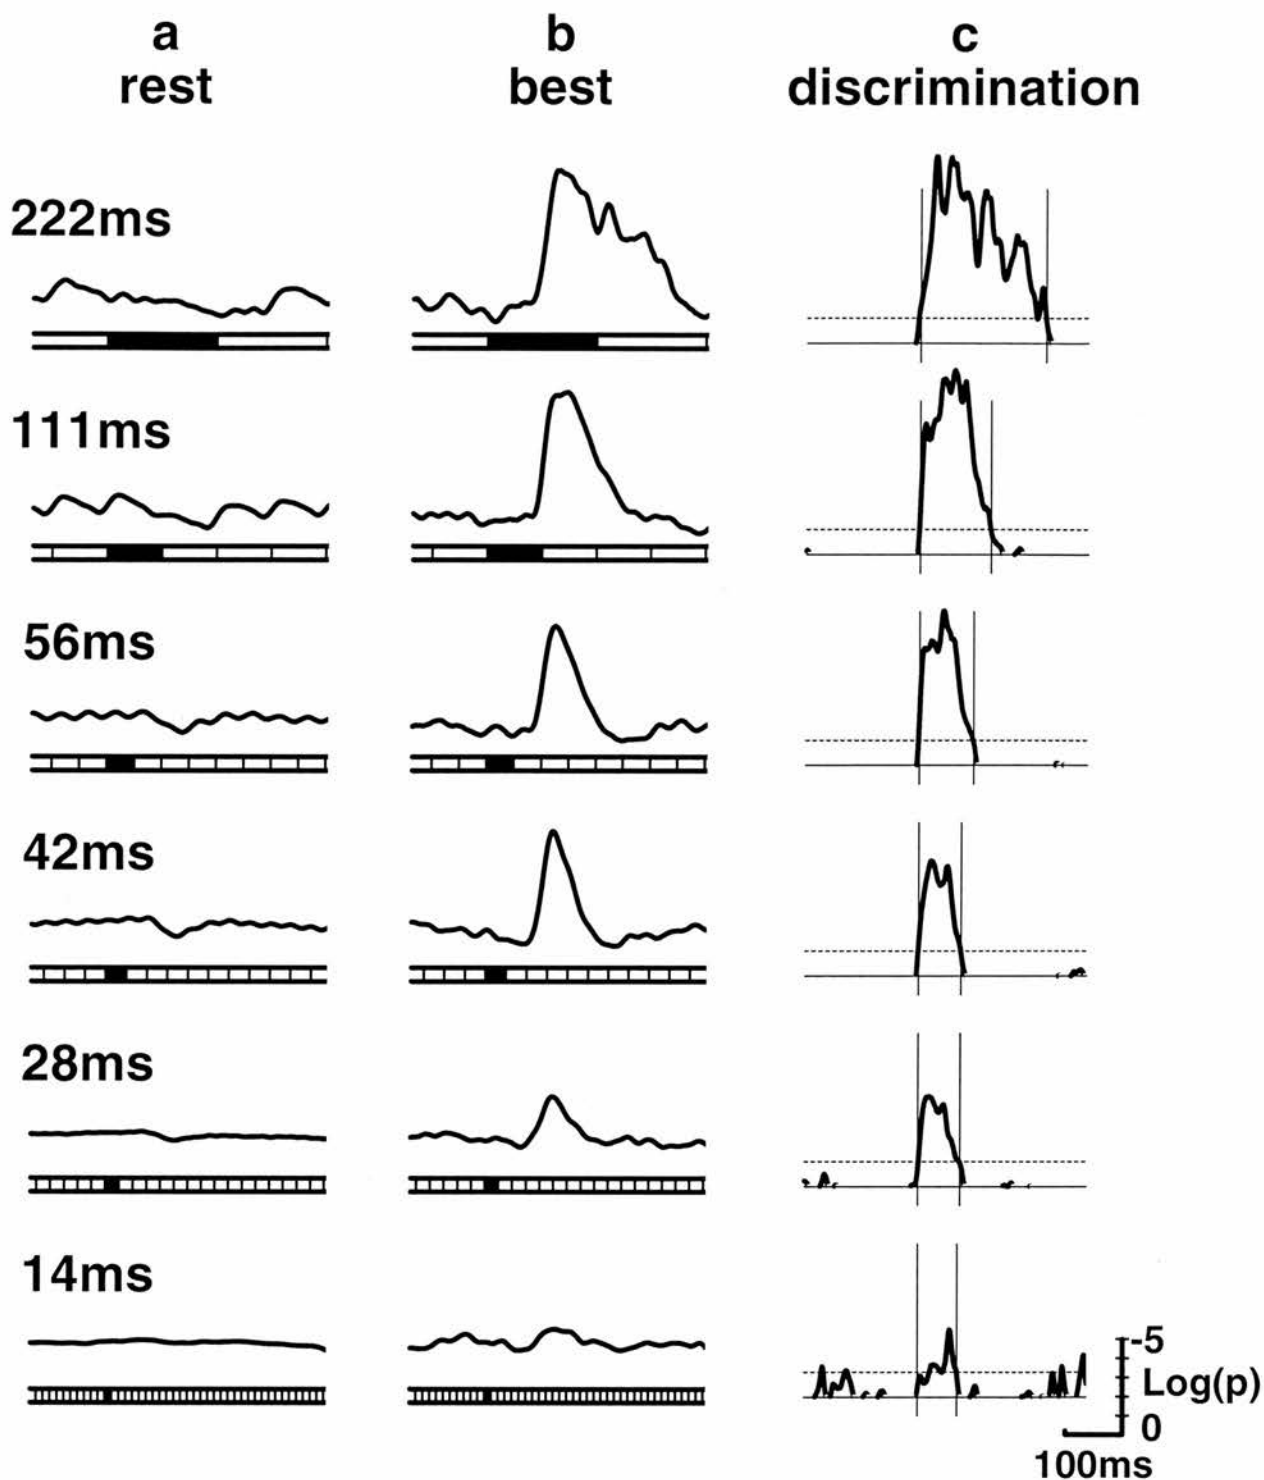 a b c
rest best discrimination
222ms
111ms
56ms
42ms
28ms
14ms
-5
Log(p)
0
100ms